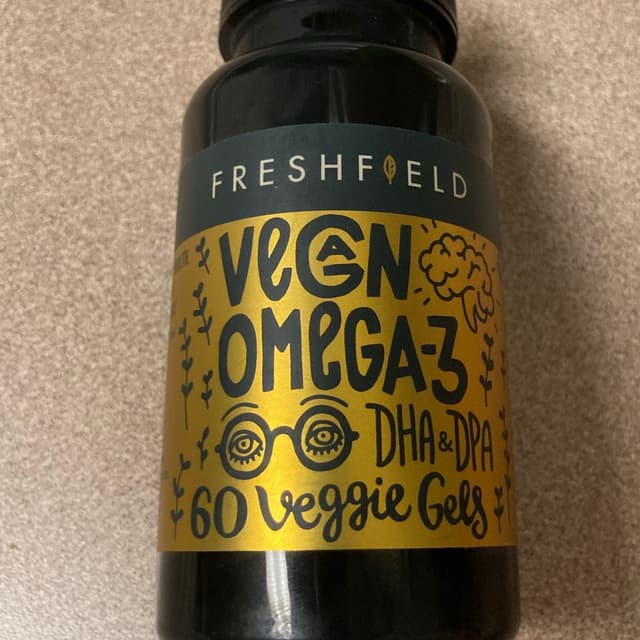 FRESHFIELD
VeGAN
OMeGA-3
DHA & DPA
60 Veggie Gels